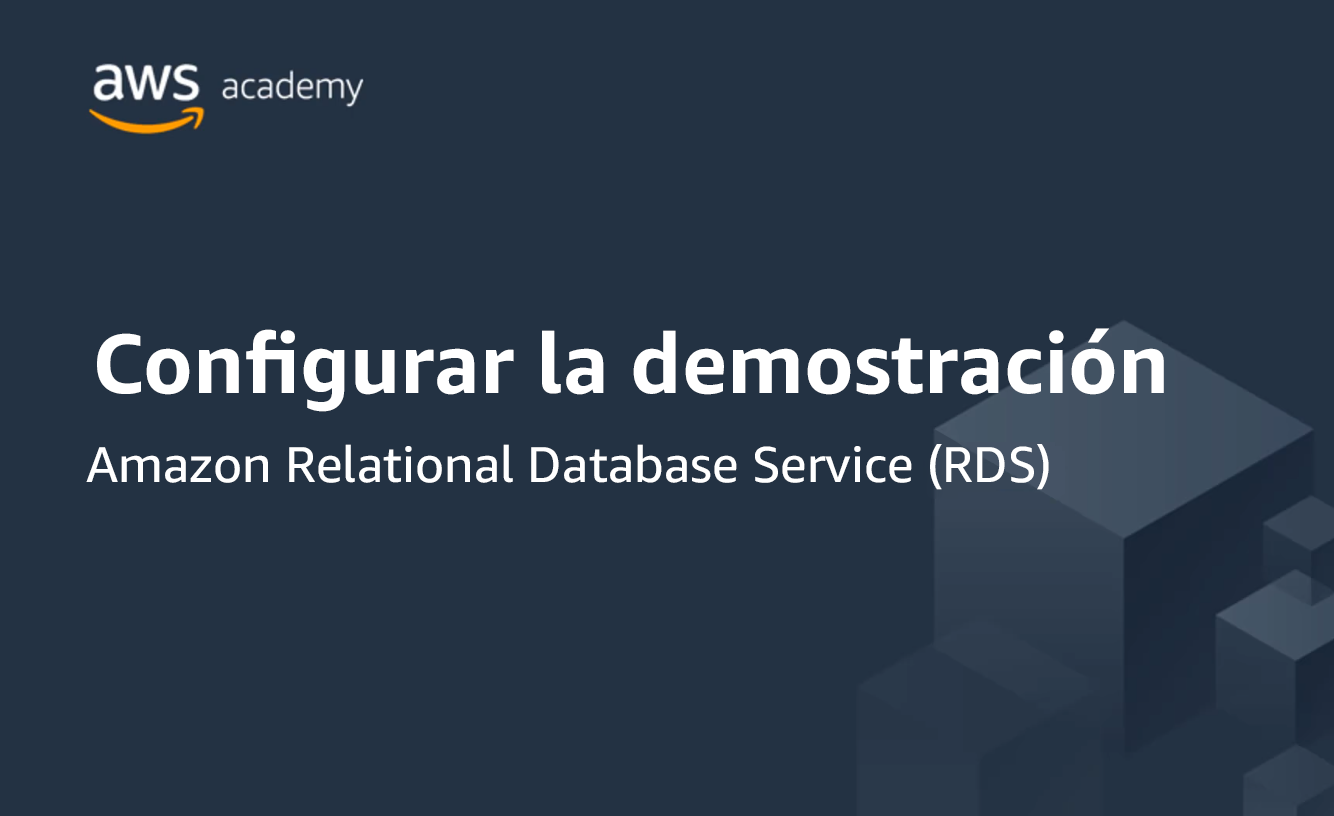 aws academy
Configurar la demostración
Amazon Relational Database Service (RDS)